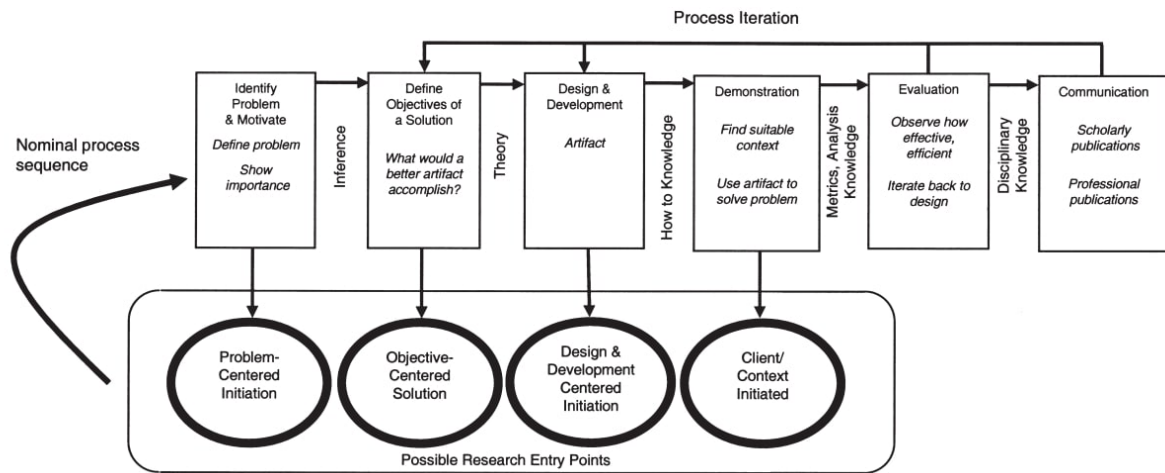 Process Iteration
Nominal process
sequence
Identify
Problem
& Motivate
Define problem
Show
importance
Inference
Define
Objectives of
a Solution
What would a
better artifact
accomplish?
Theory
Design &
Development
Artifact
How to Knowledge
Demonstration
Find suitable
context
Use artifact to
solve problem
Metrics, Analysis
Knowledge
Evaluation
Observe how
effective,
efficient
Iterate back to
design
Disciplinary
Knowledge
Communication
Scholarly
publications
Professional
publications
Problem-
Centered
Initiation
Objective-
Centered
Solution
Design &
Development
Centered
Initiation
Client/
Context
Initiated
Possible Research Entry Points